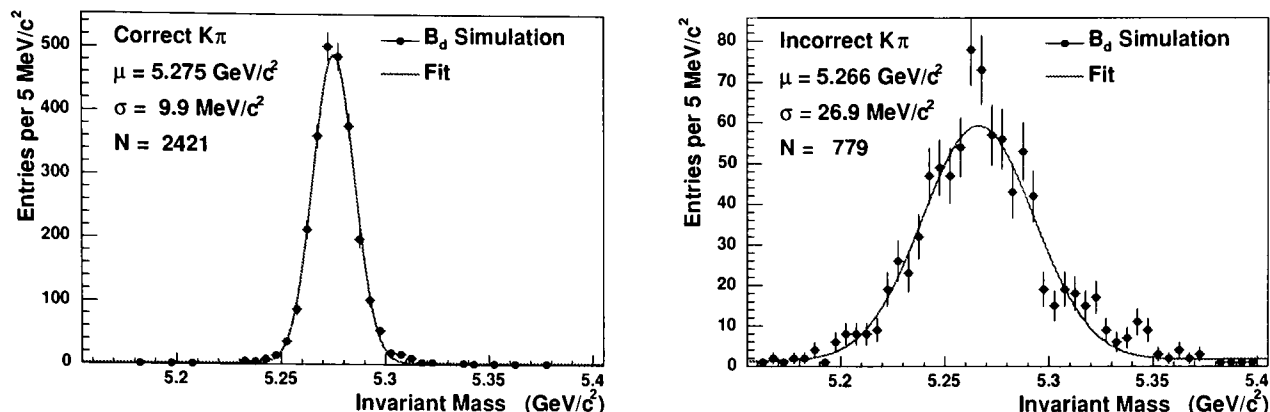 Entries per 5 MeV/c²
500
400
300
200
100
0
Correct Kπ
μ = 5.275 GeV/c²
σ = 9.9 MeV/c²
N = 2421
B_d Simulation
Fit
5.2
5.25
5.3
5.35
5.4
Invariant Mass (GeV/c²)
Entries per 5 MeV/c²
80
70
60
50
40
30
20
10
0
Incorrect Kπ
μ = 5.266 GeV/c²
σ = 26.9 MeV/c²
N = 779
B_d Simulation
Fit
5.2
5.25
5.3
5.35
5.4
Invariant Mass (GeV/c²)